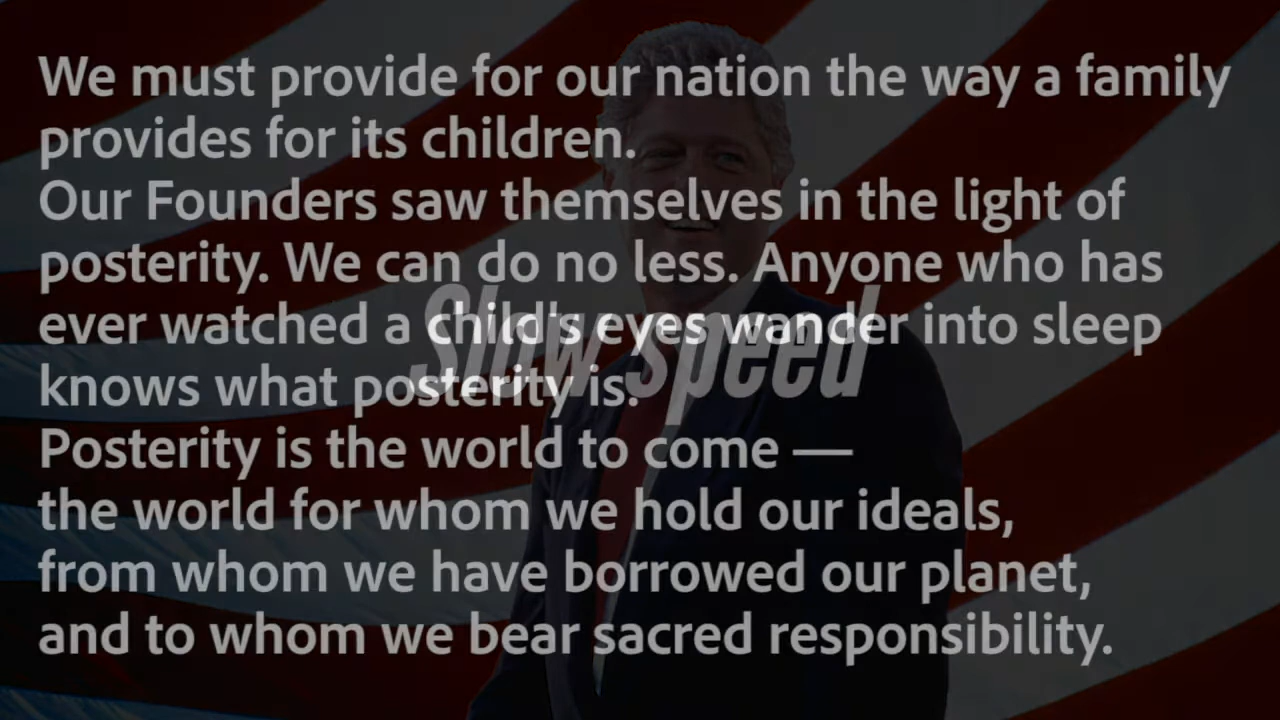 We must provide for our nation the way a family
provides for its children.
Our Founders saw themselves in the light of
posterity. We can do no less. Anyone who has
ever watched a child's eyes wander into sleep
Slow speed
knows what posterity is.
Posterity is the world to come —
the world for whom we hold our ideals,
from whom we have borrowed our planet,
and to whom we bear sacred responsibility.